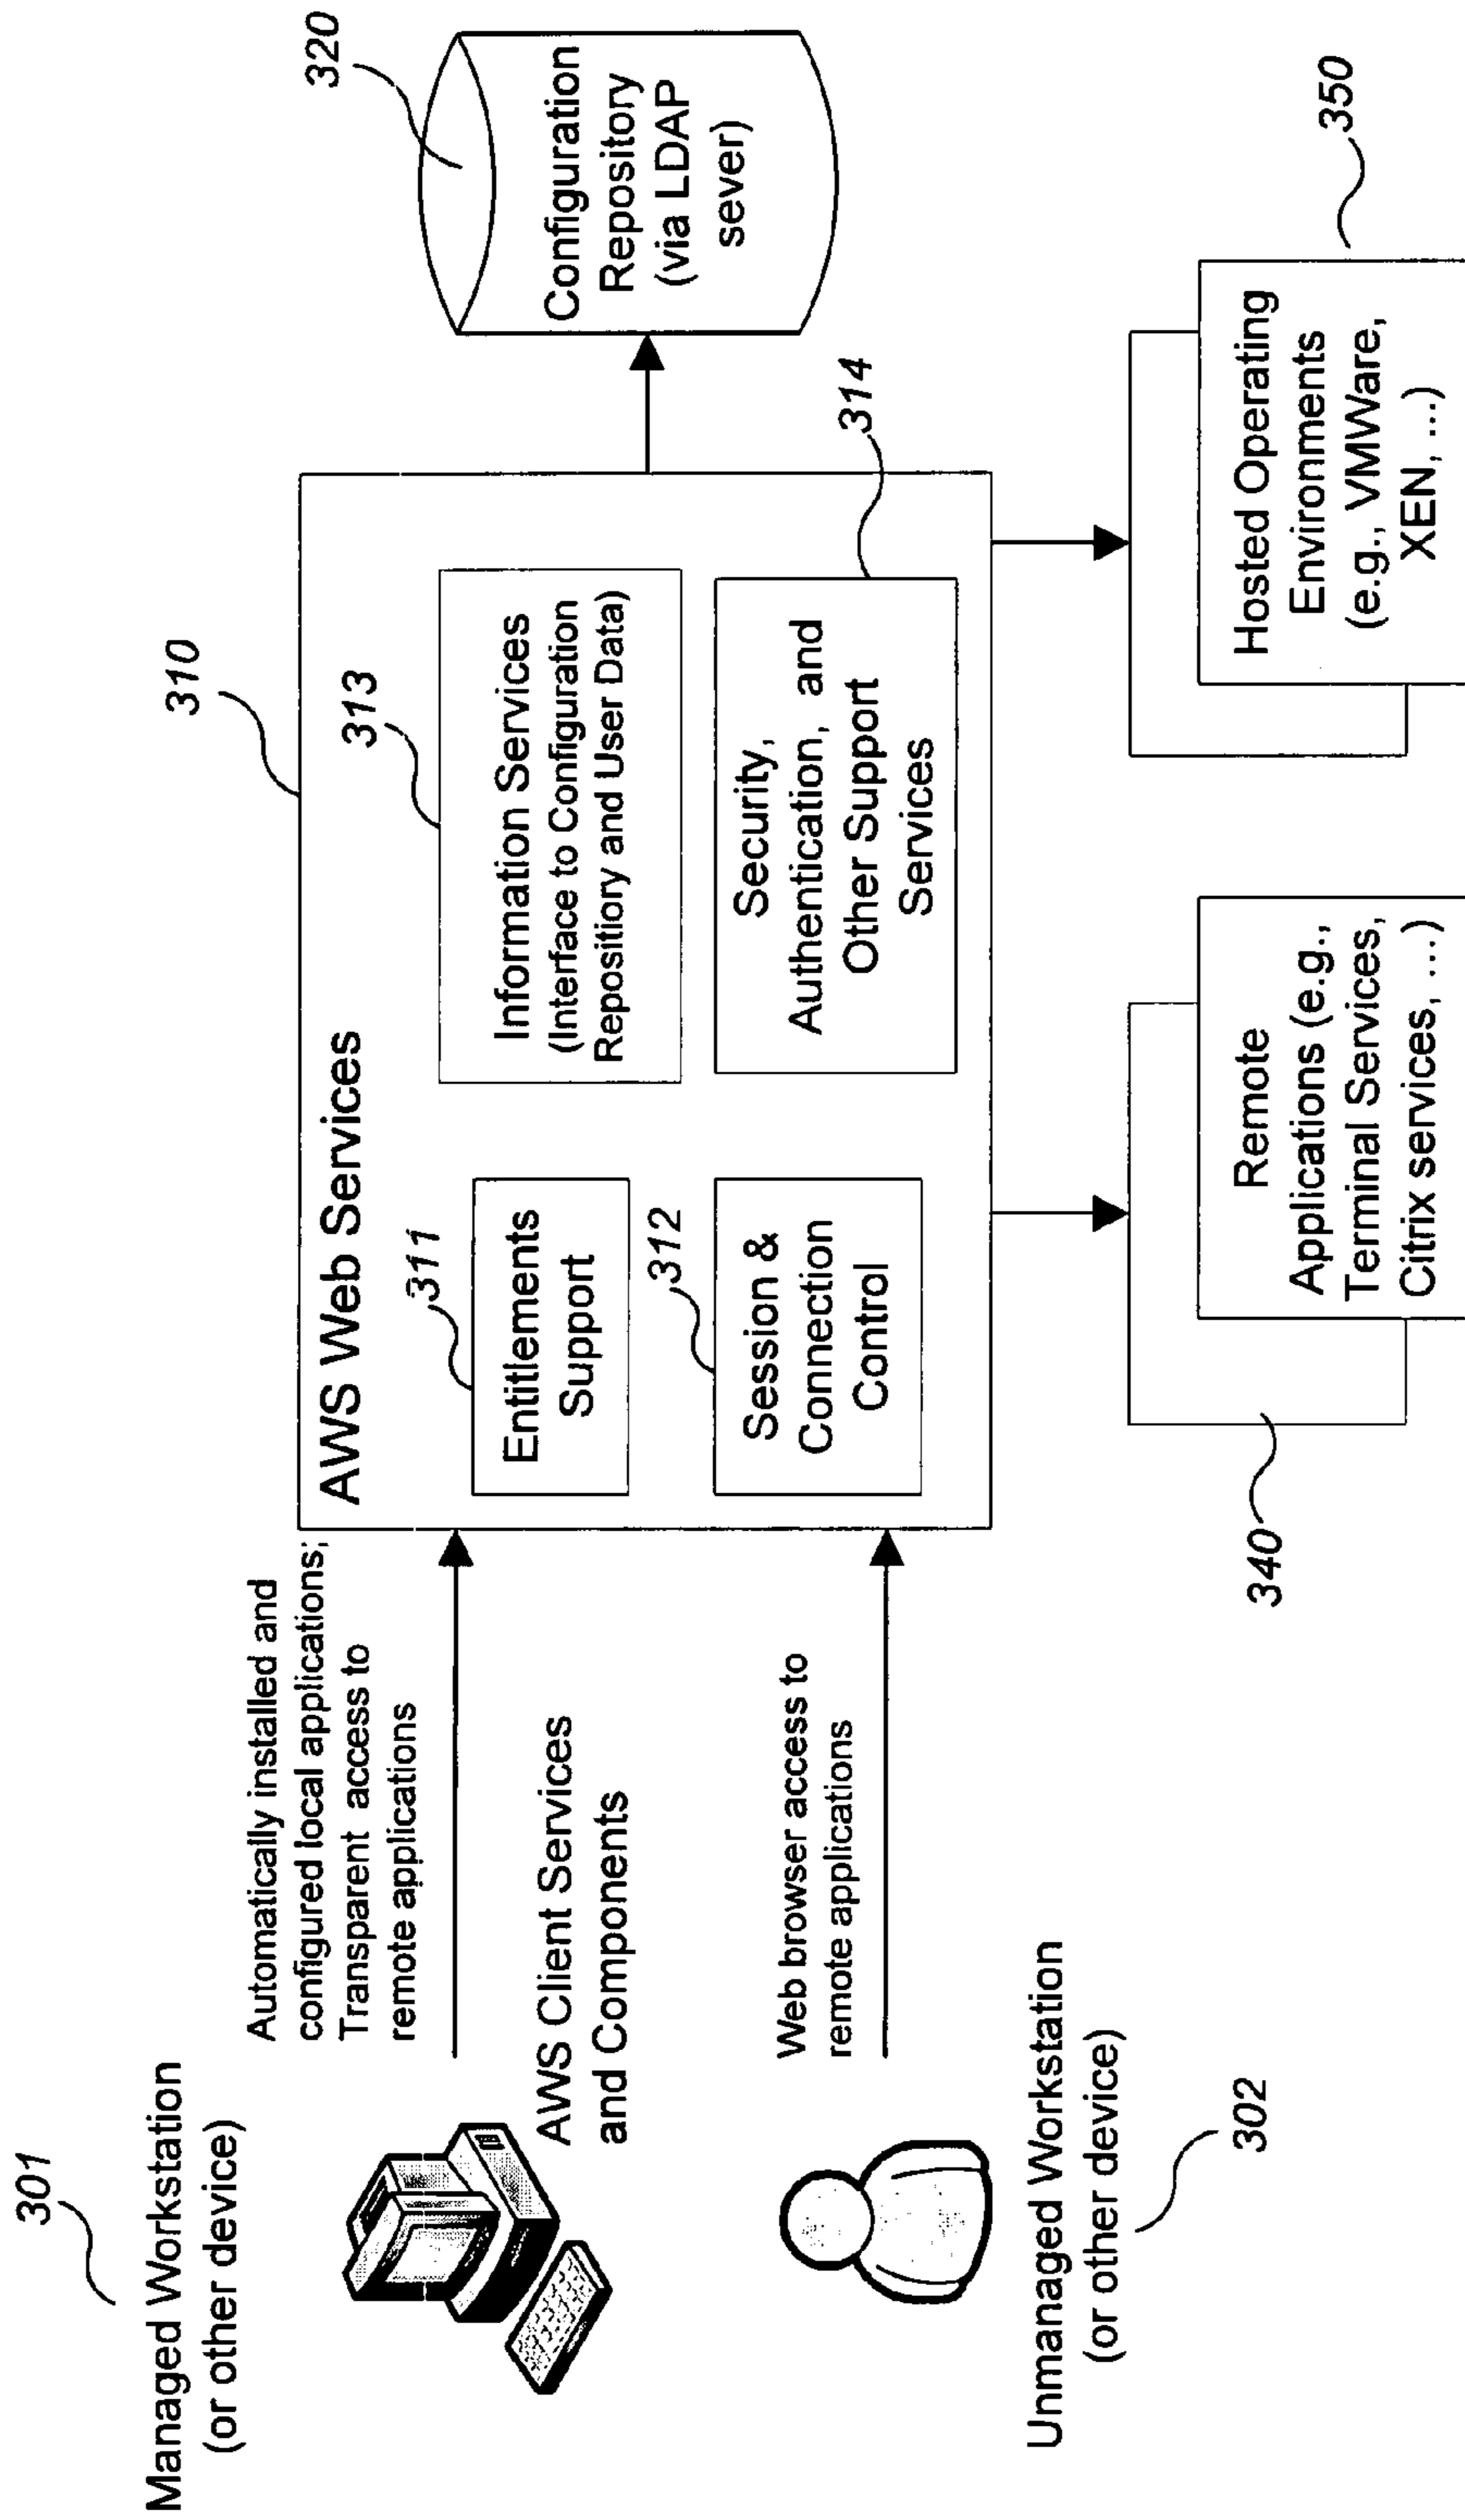 301
Managed Workstation
(or other device)
Automatically installed and
configured local applications;
Transparent access to
remote applications
AWS Client Services
and Components
Web browser access to
remote applications
Unmanaged Workstation
(or other device)
302
310
AWS Web Services
311
Entitlements
Support
312
Session &
Connection
Control
313
Information Services
(Interface to Configuration
Repositiory and User Data)
314
Security,
Authentication, and
Other Support
Services
320
Configuration
Repository
(via LDAP
sever)
340
Remote
Applications (e.g.,
Terminal Services,
Citrix services, ...)
350
Hosted Operating
Environments
(e.g., VMWare,
XEN, ...)